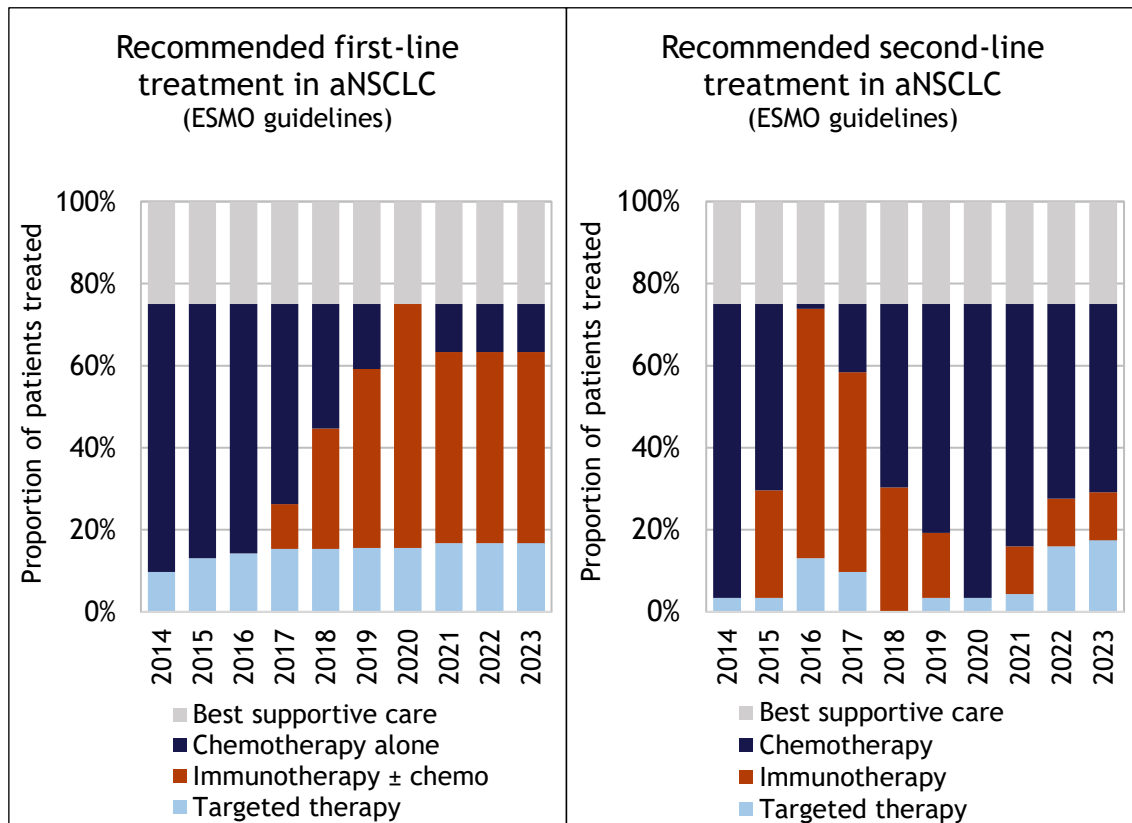 Recommended first-line
treatment in aNSCLC
(ESMO guidelines)
Proportion of patients treated
100%
80%
60%
40%
20%
0%
2014
2015
2016
2017
2018
2019
2020
2021
2022
2023
Best supportive care
Chemotherapy alone
Immunotherapy ± chemo
Targeted therapy
Recommended second-line
treatment in aNSCLC
(ESMO guidelines)
Proportion of patients treated
100%
80%
60%
40%
20%
0%
2014
2015
2016
2017
2018
2019
2020
2021
2022
2023
Best supportive care
Chemotherapy
Immunotherapy
Targeted therapy